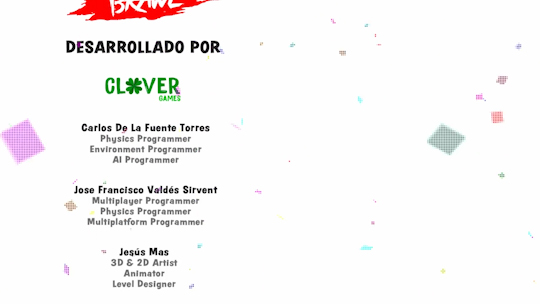 DESARROLLADO POR
CLOVER
GAMES
Carlos De La Fuente Torres
Physics Programmer
Environment Programmer
AI Programmer
Jose Francisco Valdés Sirvent
Multiplayer Programmer
Physics Programmer
Multiplatform Programmer
Jesús Mas
3D & 2D Artist
Animator
Level Designer